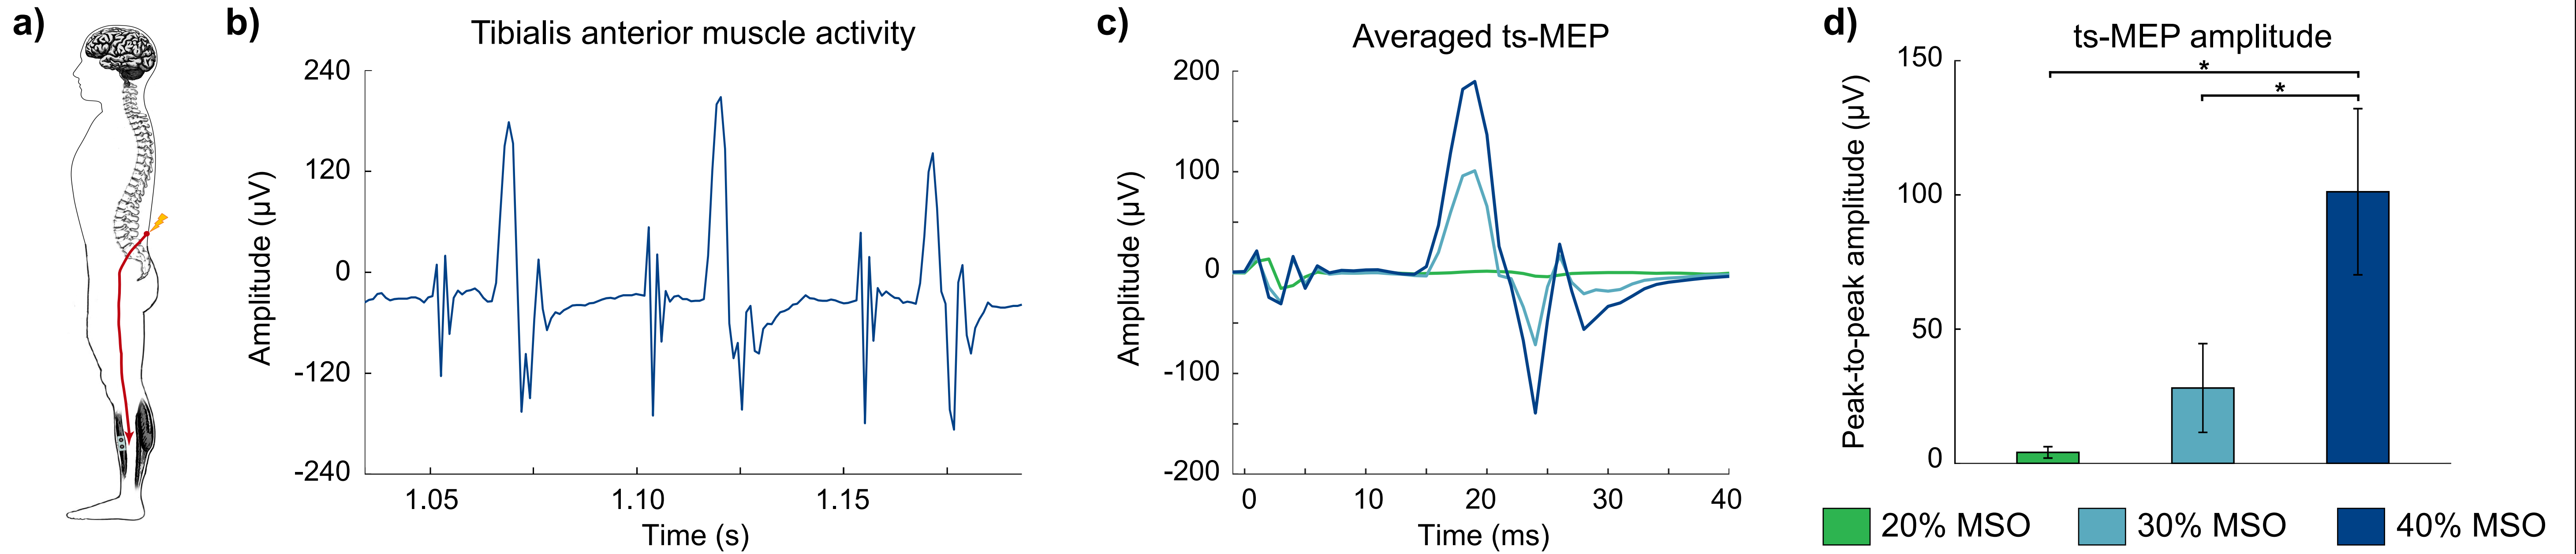 a)
b)
Tibialis anterior muscle activity
Amplitude (µV)
240
120
0
-120
-240
1.05
1.10
1.15
Time (s)
c)
Averaged ts-MEP
Amplitude (µV)
200
100
0
-100
-200
0
10
20
30
40
Time (ms)
d)
ts-MEP amplitude
Peak-to-peak amplitude (µV)
150
100
50
0
*
*
20% MSO
30% MSO
40% MSO